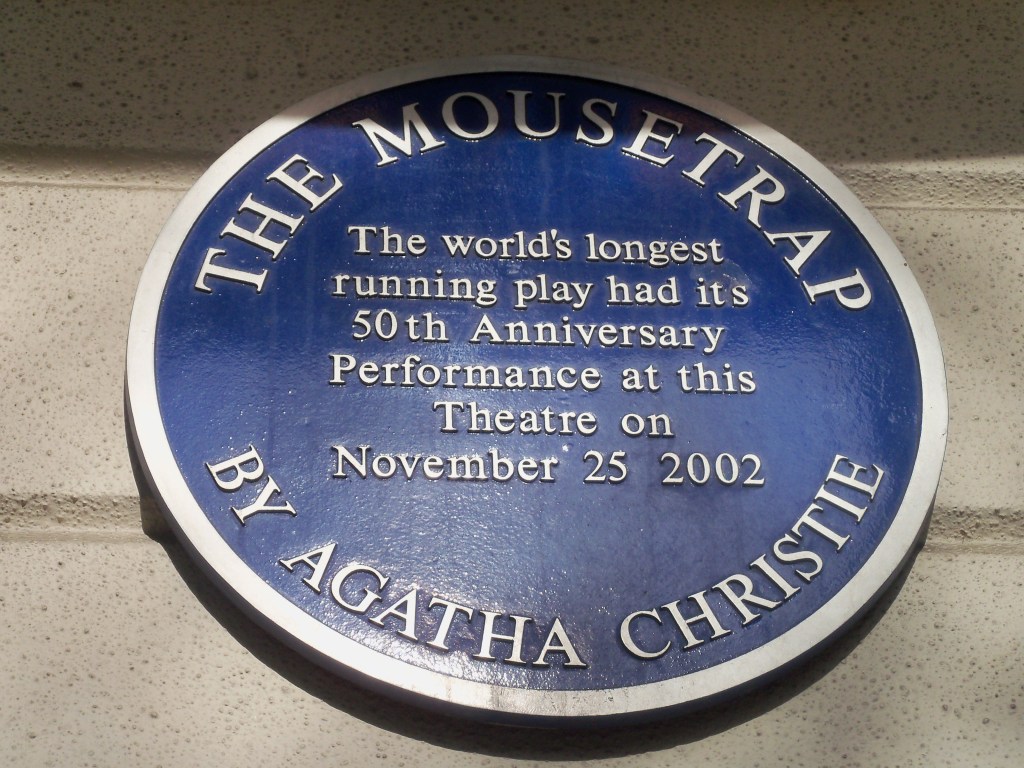 THE MOUSETRAP
The world's longest
running play had it's
50th Anniversary
Performance at this
Theatre on
November 25 2002
BY AGATHA CHRISTIE